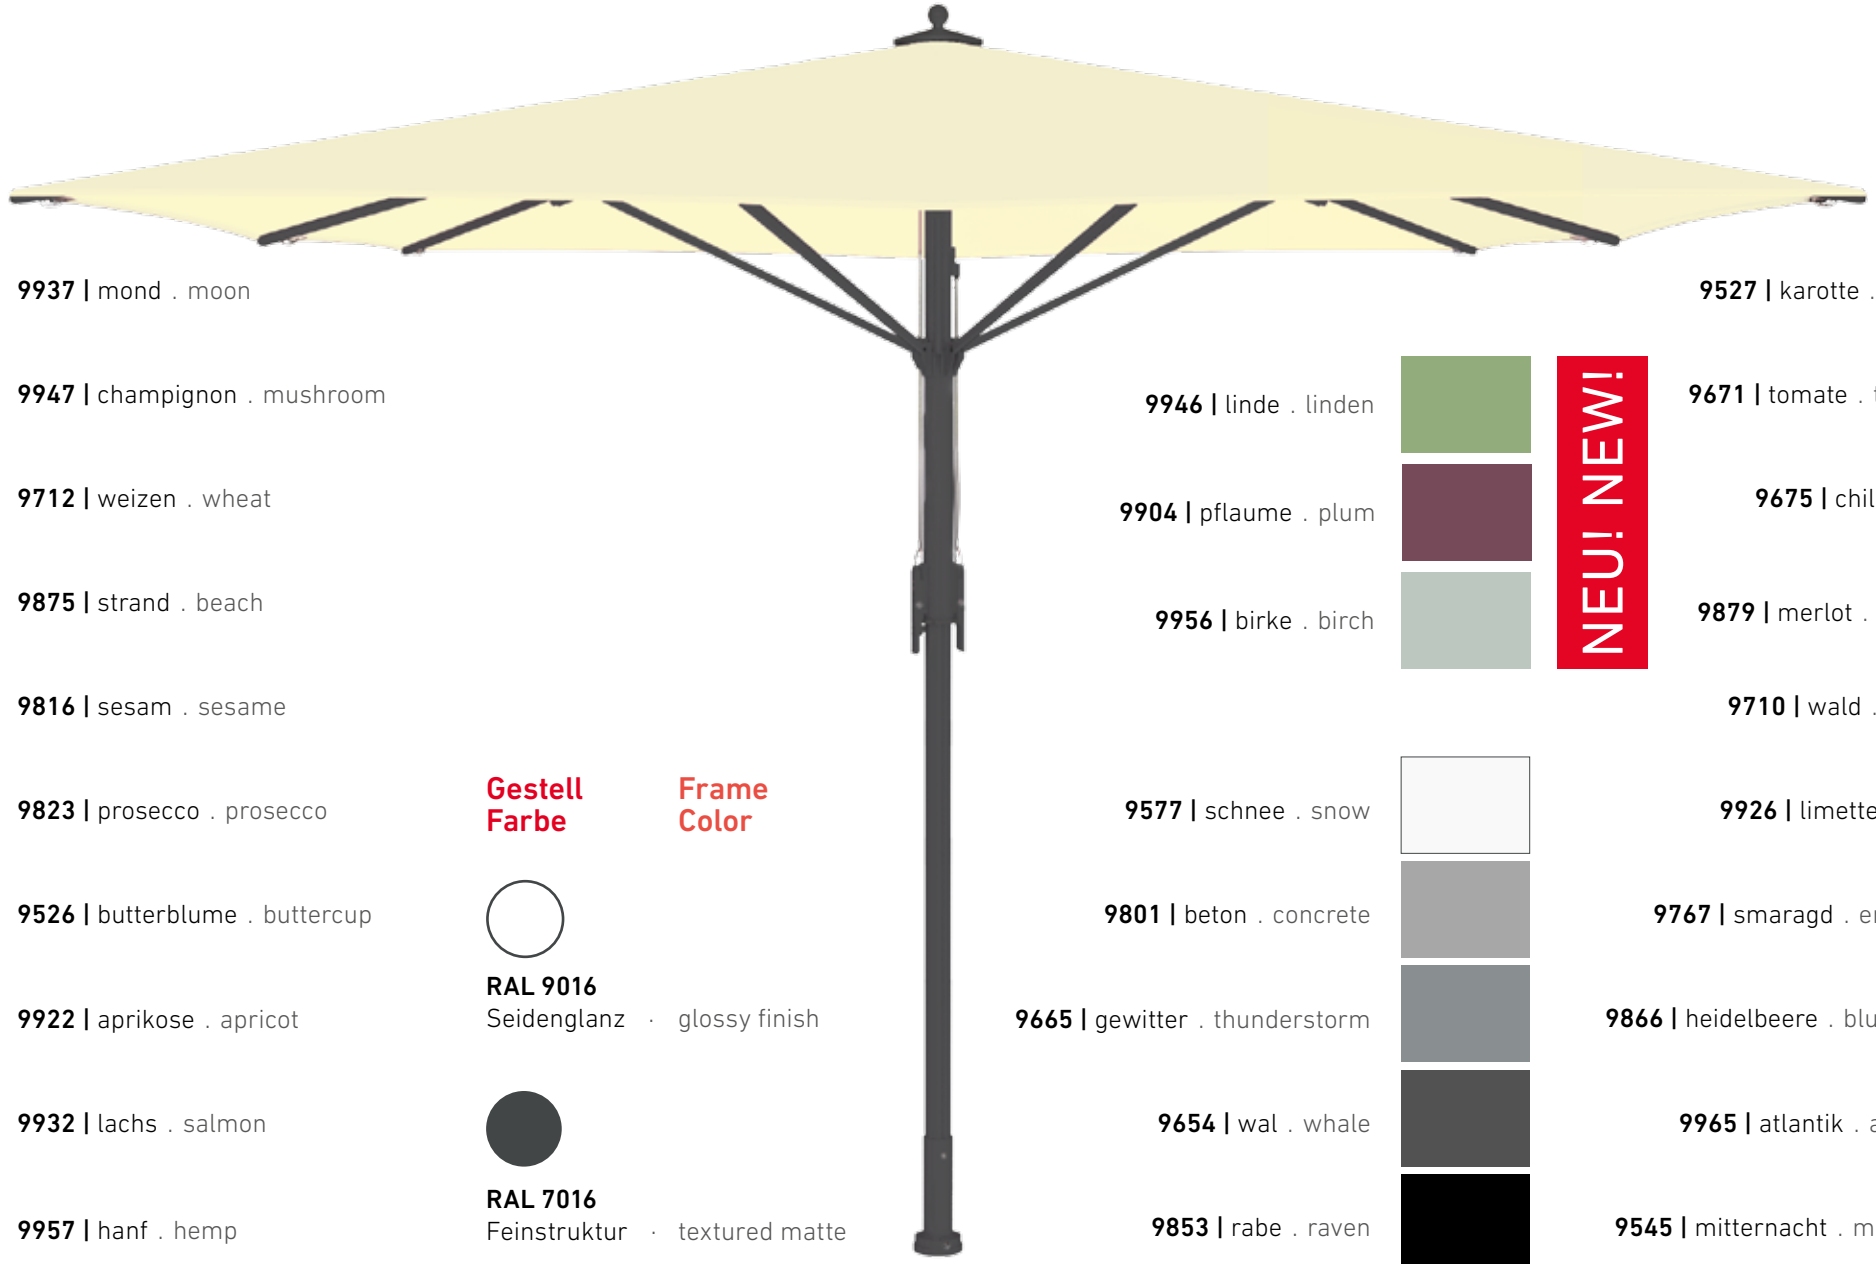 9937 | mond . moon
9947 | champignon . mushroom
9712 | weizen . wheat
9875 | strand . beach
9816 | sesam . sesame
9823 | prosecco . prosecco
9526 | butterblume . buttercup
9922 | aprikose . apricot
9932 | lachs . salmon
9957 | hanf . hemp
Gestell Farbe
Frame Color
RAL 9016
Seidenglanz · glossy finish
RAL 7016
Feinstruktur · textured matte
9946 | linde . linden
9904 | pflaume . plum
9956 | birke . birch
NEU! NEW!
9577 | schnee . snow
9801 | beton . concrete
9665 | gewitter . thunderstorm
9654 | wal . whale
9853 | rabe . raven
9527 | karotte .
9671 | tomate .
9675 |
9879 | merlot .
9710 | wald .
9926 | limette
9767 | smaragd .
9866 | heidelbeere .
9965 | atlantik .
9545 | mitternacht .